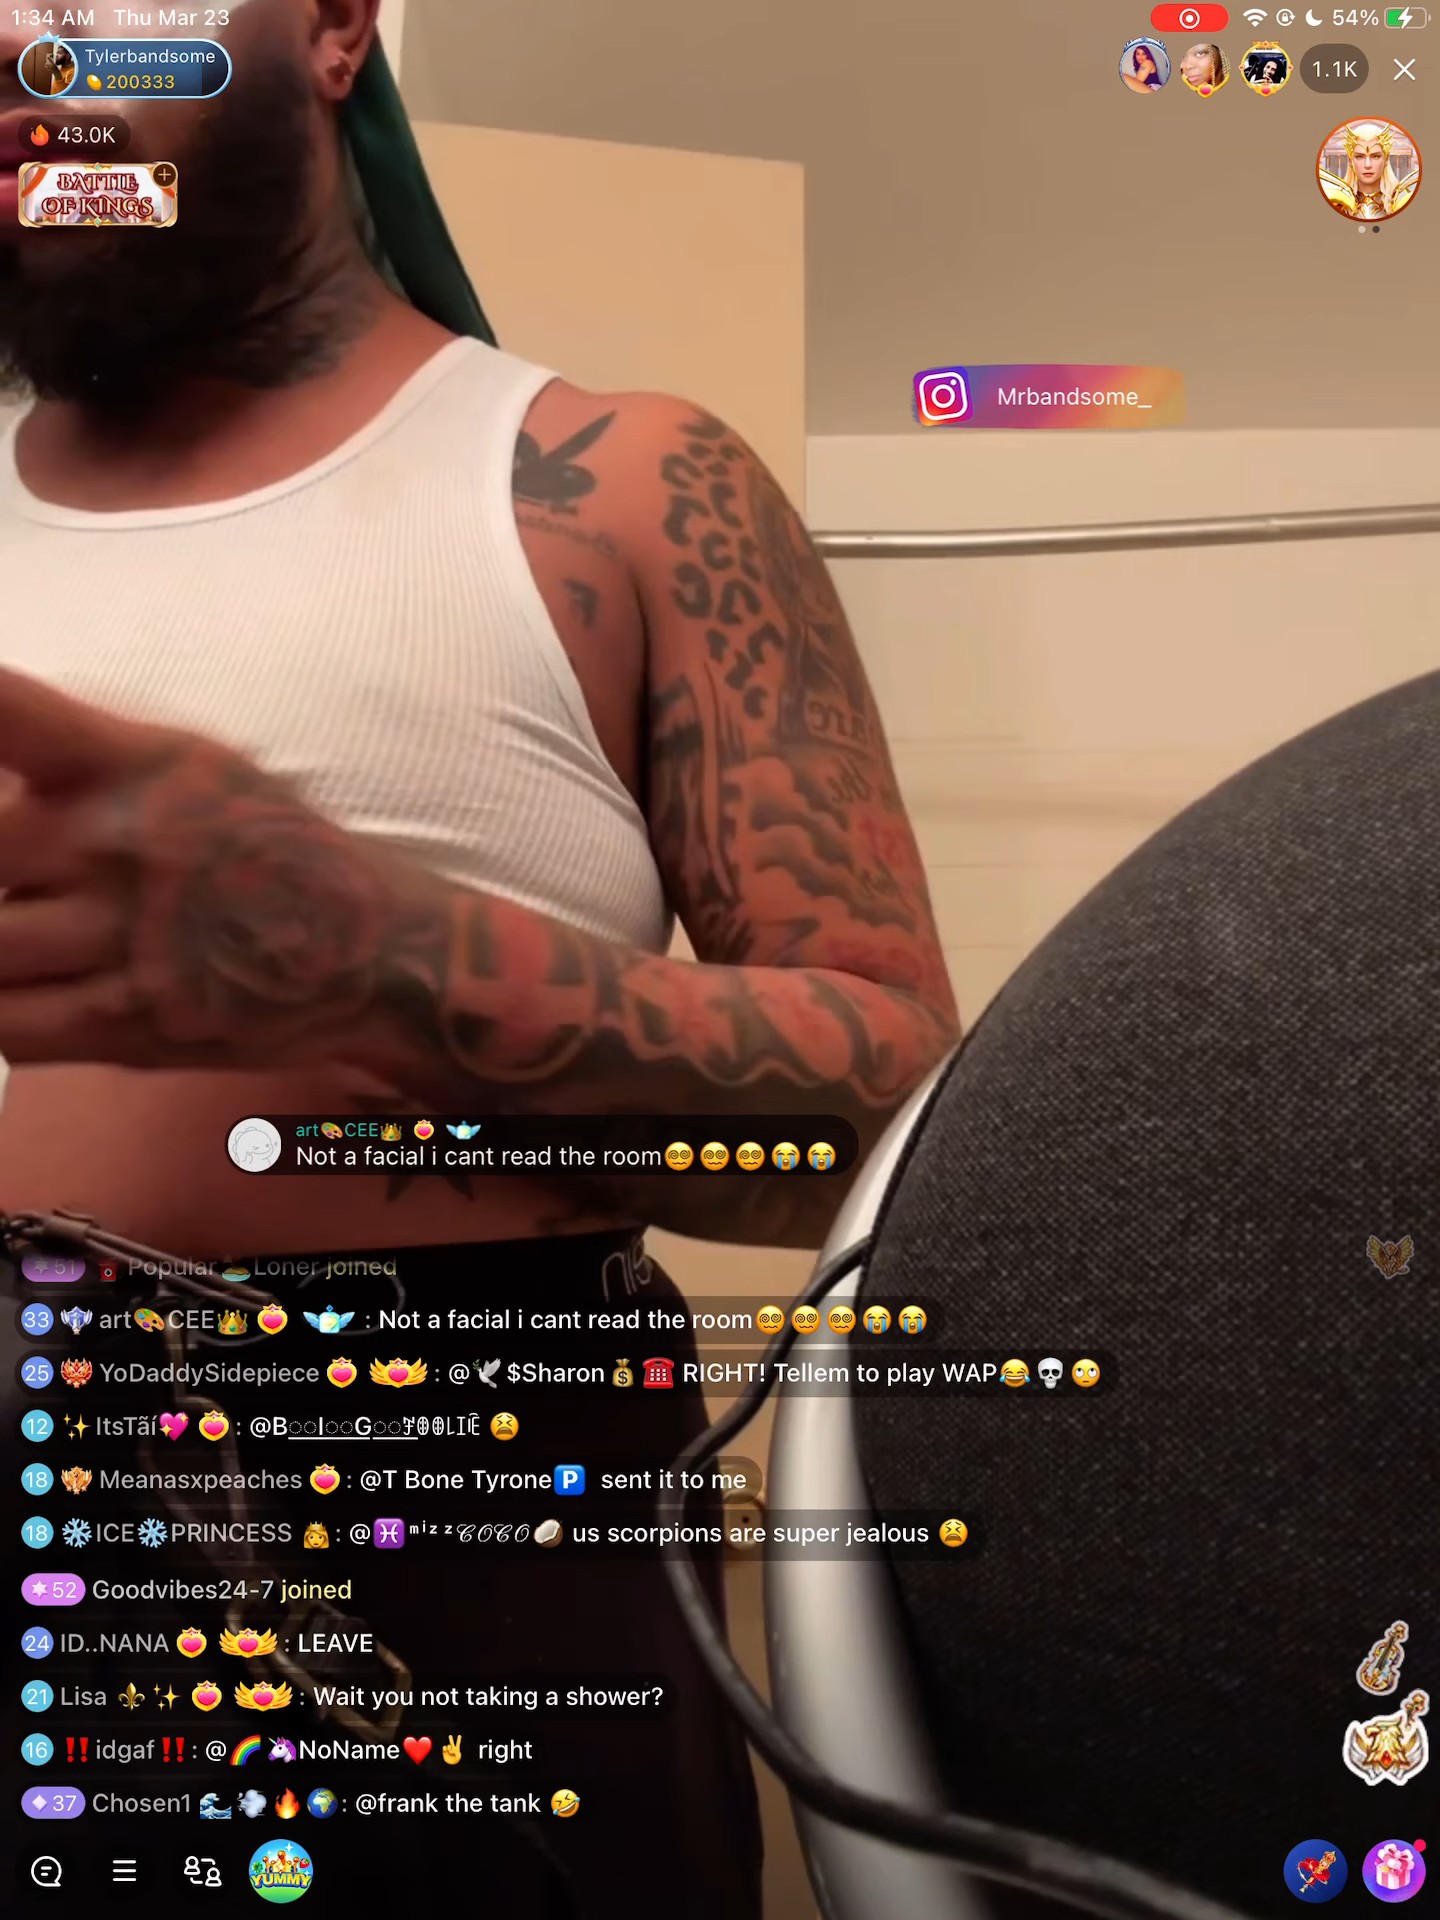 1:34 AM Thu Mar 23
54%
Tylerbandsome
200333
1.1K
43.0K
BATTLE
OF KINGS
Mrbandsome_
art🎨CEE👑
Not a facial i cant read the room😵‍💫😵‍💫😵‍💫😭😭
51 Popular Loner joined
33 art🎨CEE👑 : Not a facial i cant read the room😵‍💫😵‍💫😵‍💫😭😭
25 YoDaddySidepiece : @🕊️$Sharon💰☎️ RIGHT! Tellem to play WAP😂💀🙄
12 ✨ItsTãí💖 : @B I G 😫
18 Meanasxpeaches : @T Bone Tyrone🅿️ sent it to me
18 ❄️ICE❄️PRINCESS 👸: @♓ᵐⁱᶻᶻ𝒞𝒪𝒞𝒪🥥 us scorpions are super jealous 😫
52 Goodvibes24-7 joined
24 ID..NANA : LEAVE
21 Lisa ⚜️✨ : Wait you not taking a shower?
16 ‼️idgaf‼️: @🌈🦄NoName❤️✌️ right
37 Chosen1 🌊💨🔥🌍: @frank the tank 🤣
YUMMY